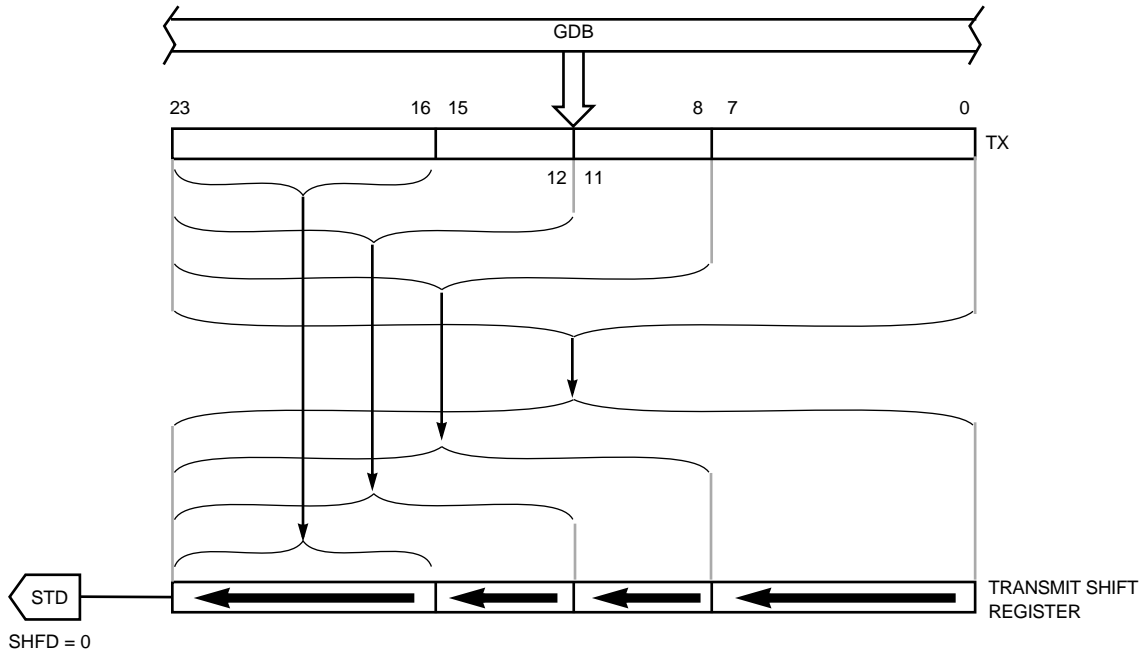 GDB
23 16 15 8 7 0
TX
12 11
STD
TRANSMIT SHIFT
REGISTER
SHFD = 0